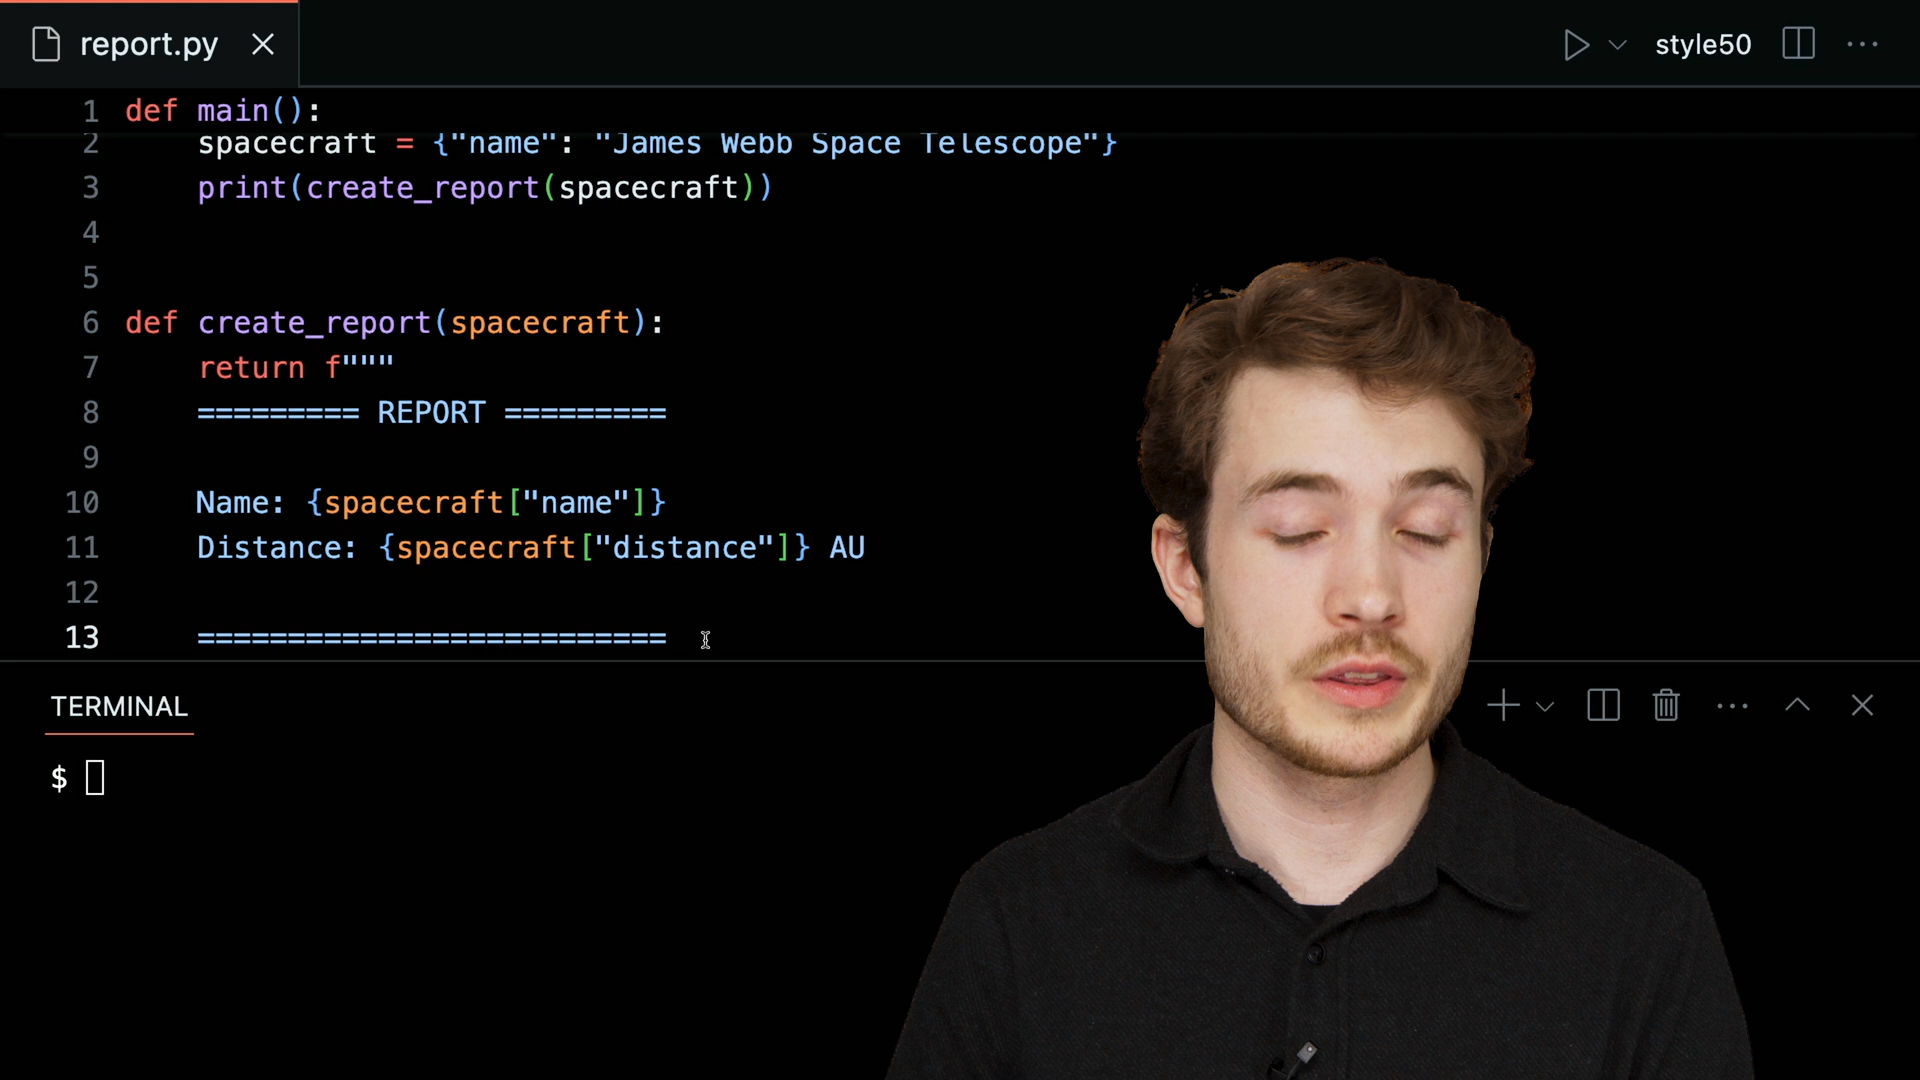 report.py
style50
1 def main():
2 spacecraft = {"name": "James Webb Space Telescope"}
3 print(create_report(spacecraft))
4
5
6 def create_report(spacecraft):
7 return f"""
8 ========= REPORT =========
9
10 Name: {spacecraft["name"]}
11 Distance: {spacecraft["distance"]} AU
12
13 ==========================
TERMINAL
$